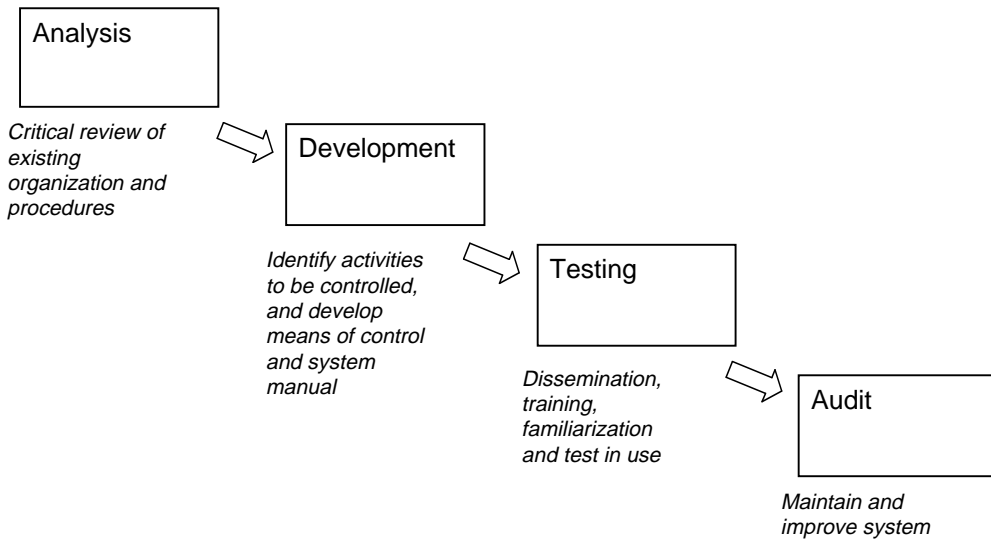 Analysis
Critical review of
existing
organization and
procedures
Development
Identify activities
to be controlled,
and develop
means of control
and system
manual
Testing
Dissemination,
training,
familiarization
and test in use
Audit
Maintain and
improve system